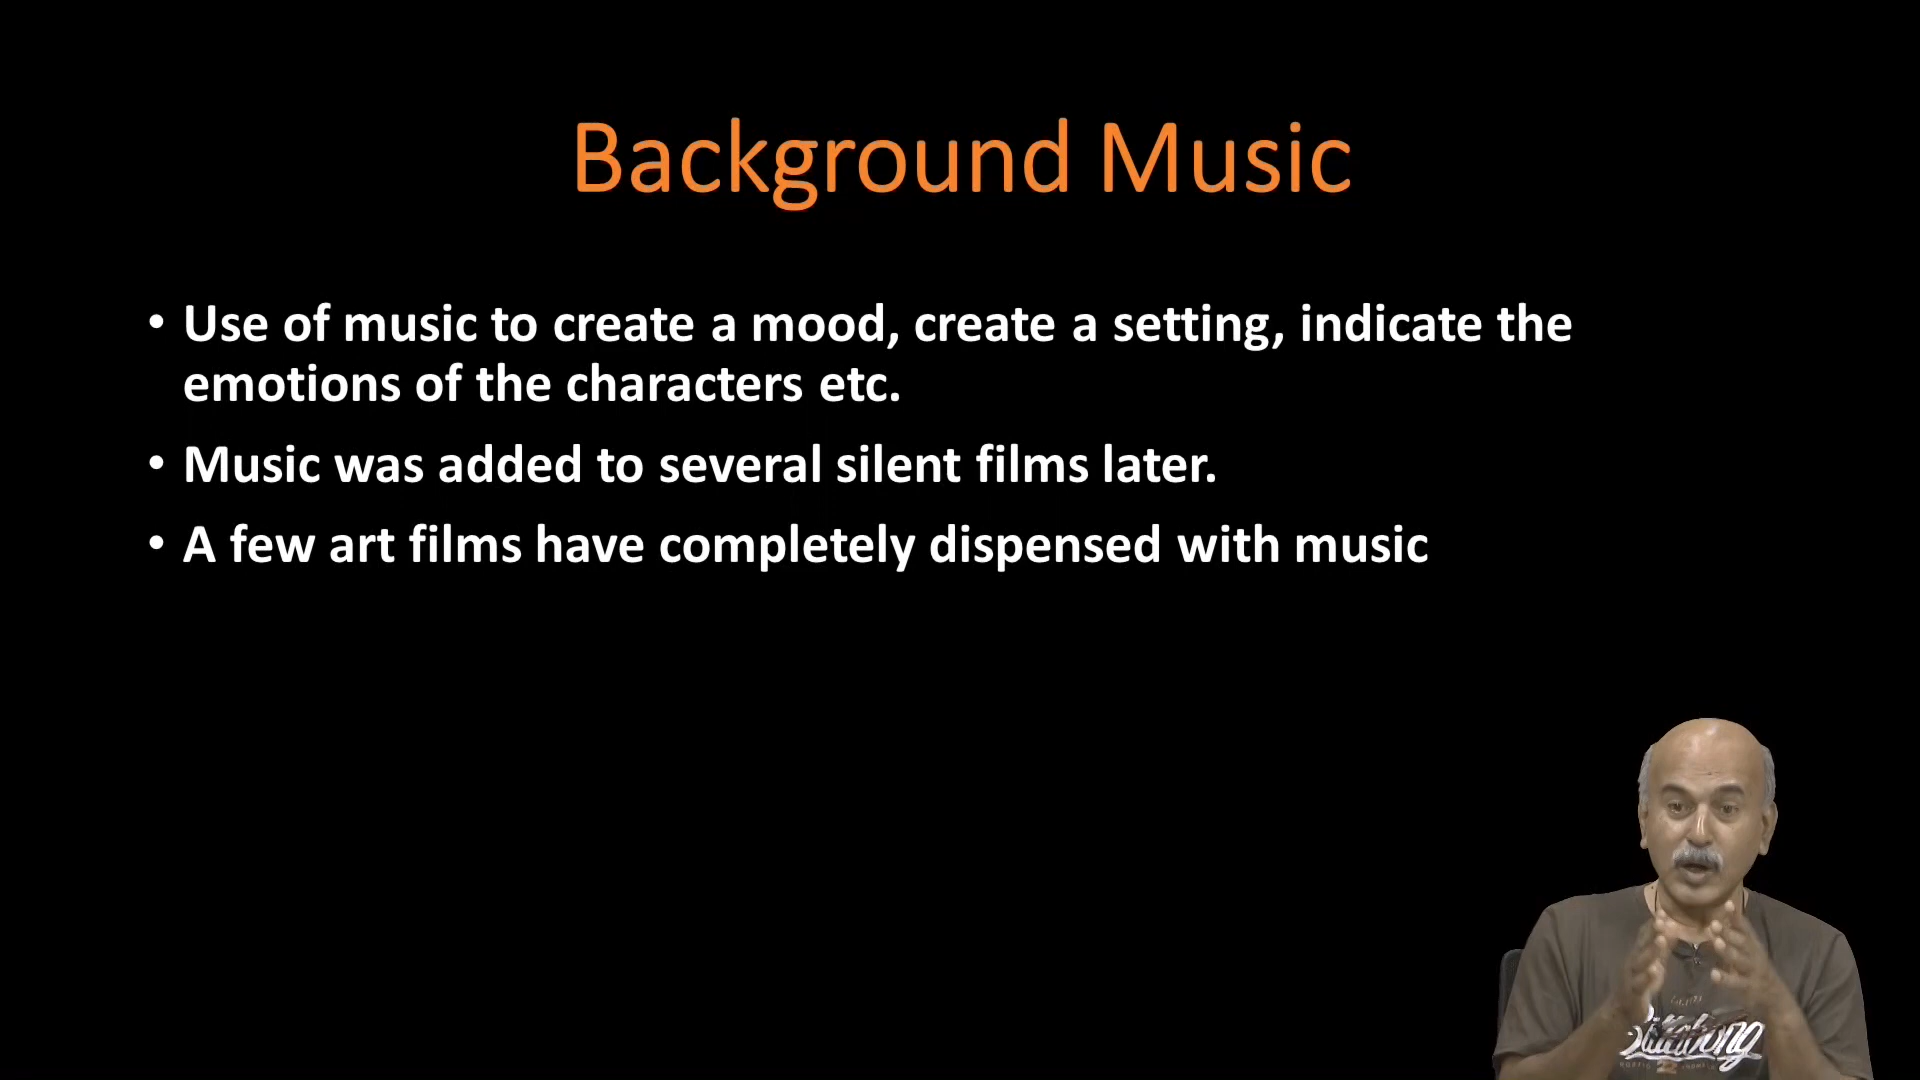 Background Music
• Use of music to create a mood, create a setting, indicate the
emotions of the characters etc.
• Music was added to several silent films later.
• A few art films have completely dispensed with music
Billabong